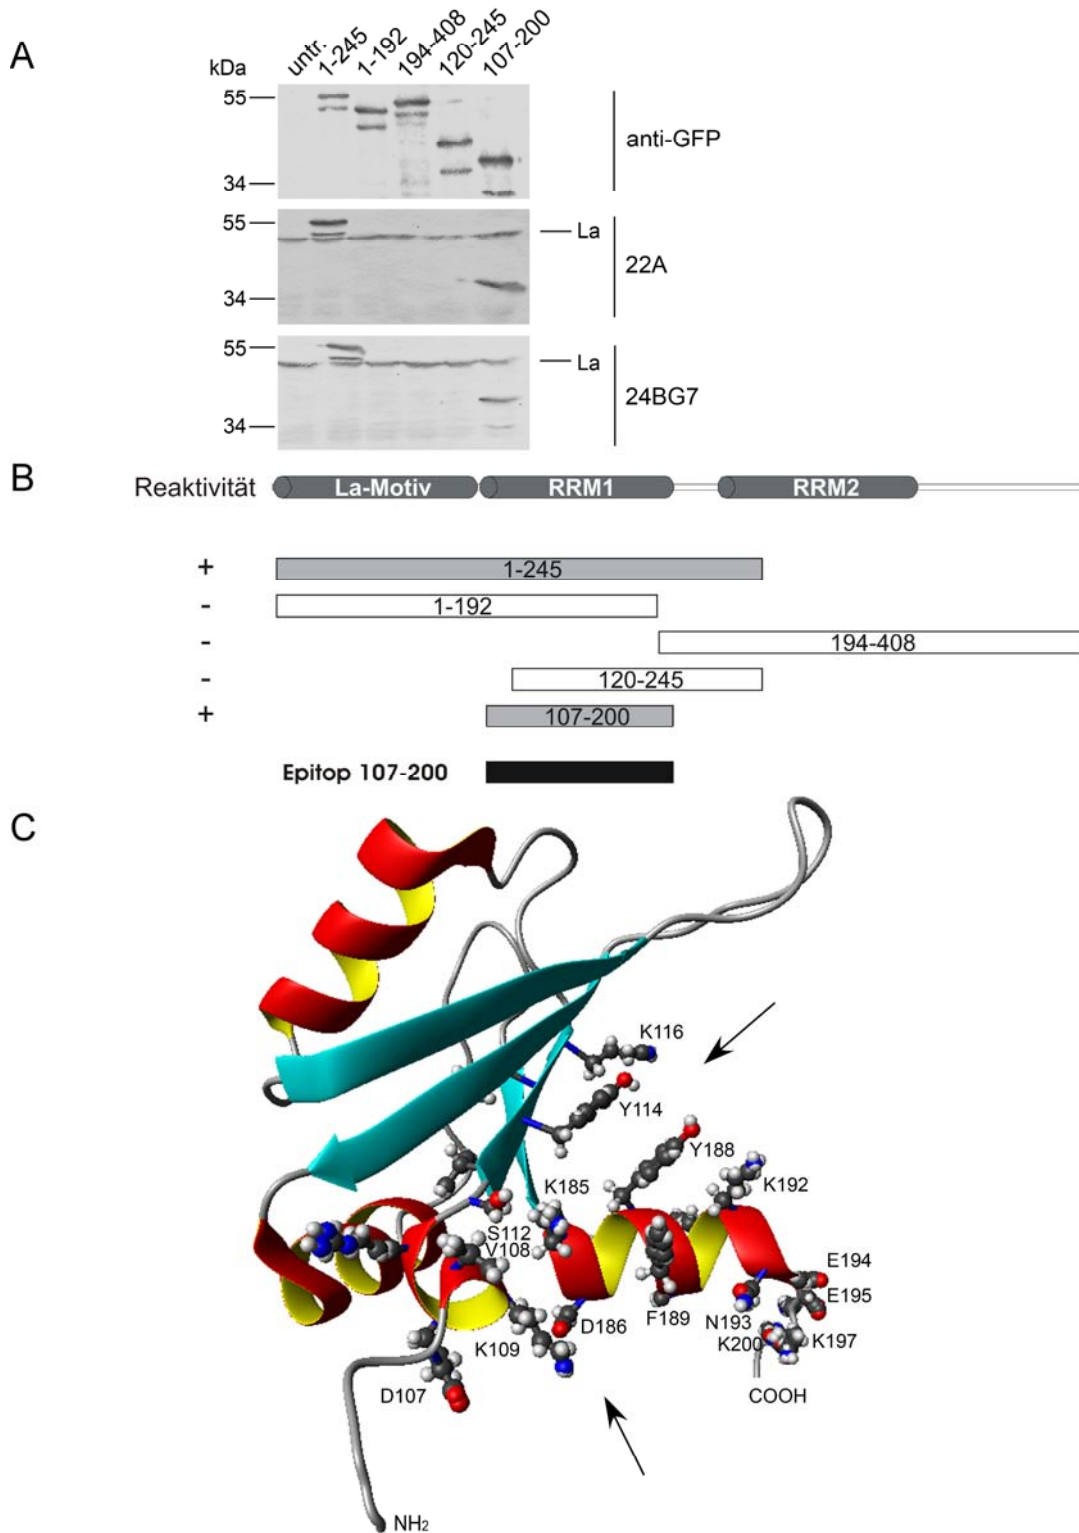 A
kDa
untr.
1-245
1-192
194-408
120-245
107-200
55
34
anti-GFP
55
34
La
22A
55
34
La
24BG7
B
Reaktivität
La-Motiv
RRM1
RRM2
+
1-245
-
1-192
-
194-408
-
120-245
+
107-200
Epitop 107-200
C
K116
Y114
Y188
K192
K185
S112
V108
E194
E195
D186
F189
N193
K200
K197
K109
D107
COOH
NH₂